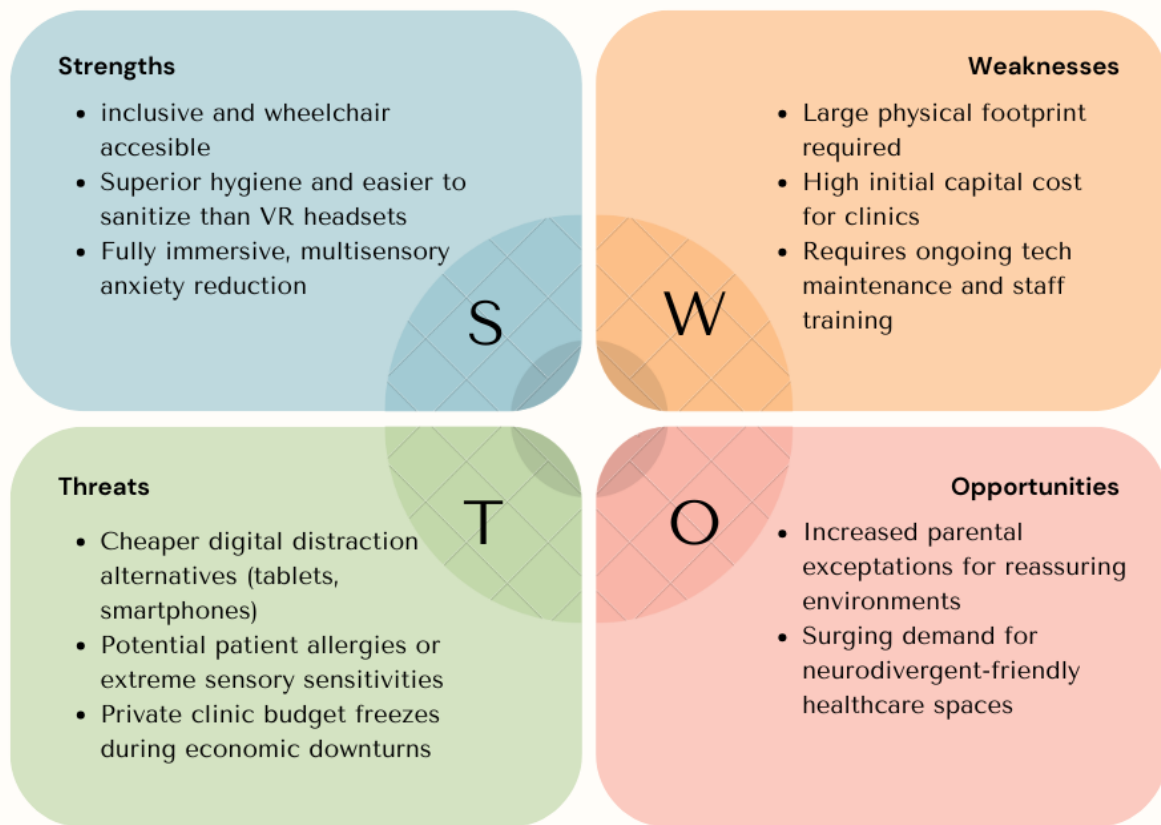 Strengths
• inclusive and wheelchair
accesible
• Superior hygiene and easier to
sanitize than VR headsets
• Fully immersive, multisensory
anxiety reduction
S
Weaknesses
• Large physical footprint
required
• High initial capital cost
for clinics
• Requires ongoing tech
maintenance and staff
training
W
Threats
• Cheaper digital distraction
alternatives (tablets,
smartphones)
• Potential patient allergies or
extreme sensory sensitivities
• Private clinic budget freezes
during economic downturns
T
Opportunities
• Increased parental
exceptations for reassuring
environments
• Surging demand for
neurodivergent-friendly
healthcare spaces
O